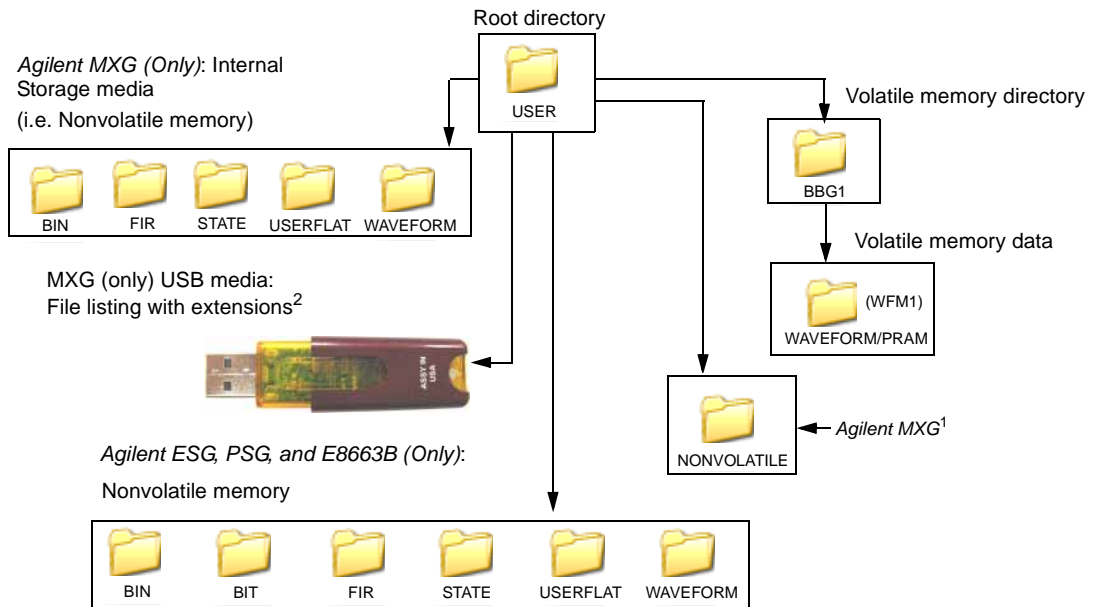 Root directory
USER
Agilent MXG (Only): Internal
Storage media
(i.e. Nonvolatile memory)
BIN
FIR
STATE
USERFLAT
WAVEFORM
Volatile memory directory
BBG1
Volatile memory data
(WFM1)
WAVEFORM/PRAM
MXG (only) USB media:
File listing with extensions2
ASSY IN
USA
NONVOLATILE
Agilent MXG1
Agilent ESG, PSG, and E8663B (Only):
Nonvolatile memory
BIN
BIT
FIR
STATE
USERFLAT
WAVEFORM